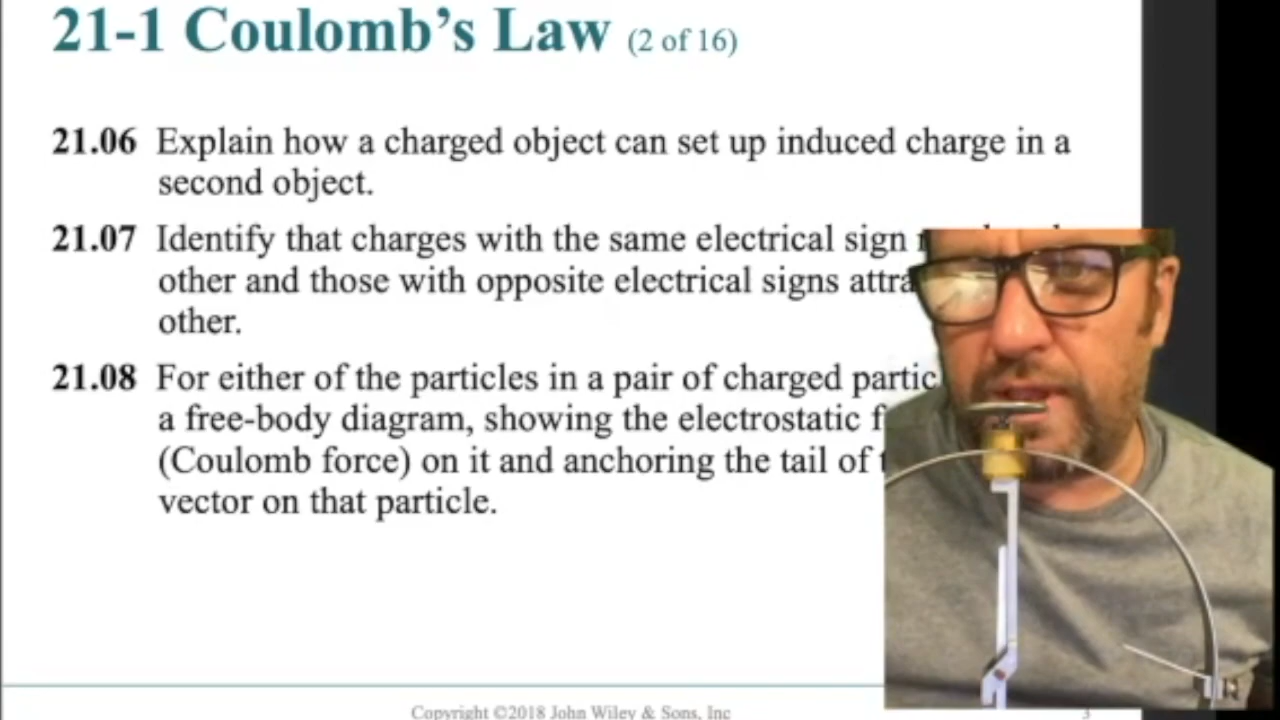 21-1 Coulomb's Law (2 of 16)
21.06 Explain how a charged object can set up induced charge in a
second object.
21.07 Identify that charges with the same electrical sign
other and those with opposite electrical signs
other.
21.08 For either of the particles in a pair of charged
a free-body diagram, showing the electrostatic
(Coulomb force) on it and anchoring the tail of
vector on that particle.
Copyright ©2018 John Wiley & Sons, Inc
3